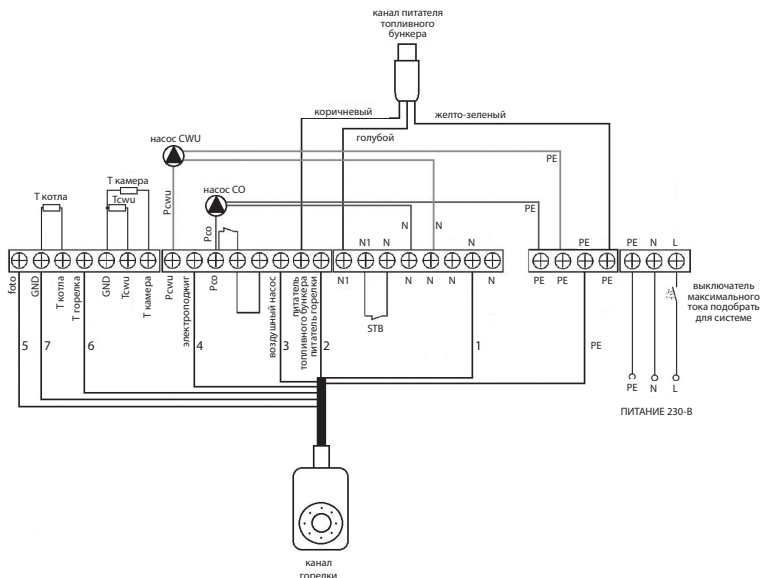 канал питателя
топливного
бункера
коричневый
желто-зеленый
голубой
насос CWU
PE
T камера
Tcwu
T котла
насос CO
Pcwu
Pco
N
N
PE
N1
N
N
PE
PE
N
L
foto
GND
T котла
T горелка
GND
Tcwu
T камера
Pcwu
электроподжиг
Pco
воздушный насос
питатель
топливного бункера
питатель горелки
N1
N
N
N
N
N
PE
PE
PE
PE
STB
выключатель
максимального
тока подобрать
для системе
5
7
6
4
3
2
1
PE
PE
N
L
ПИТАНИЕ 230-В
канал
горелки